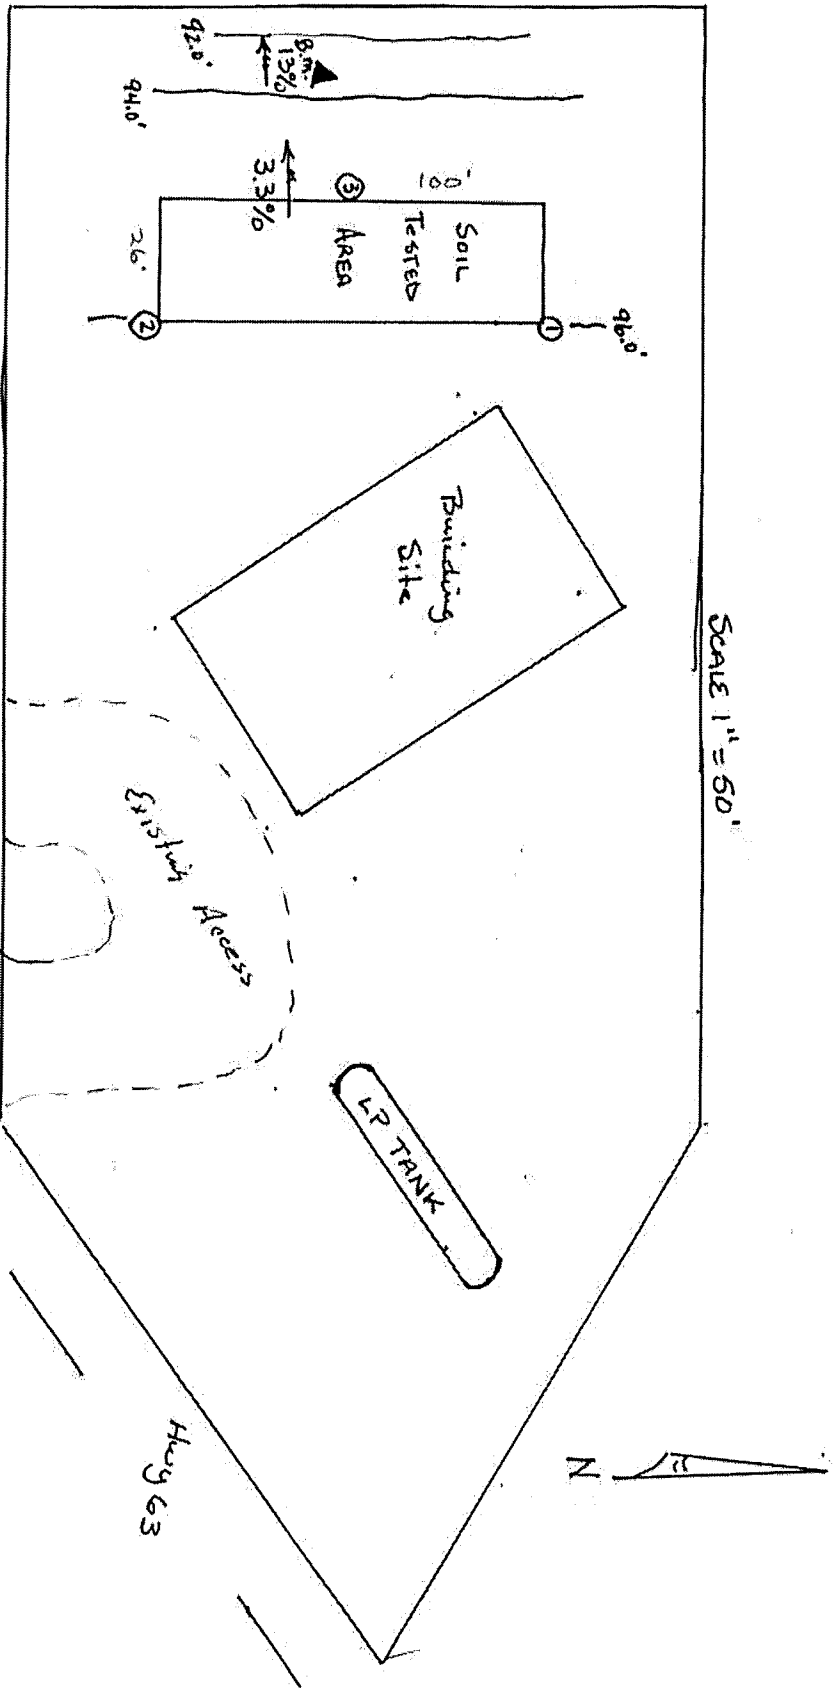 SCALE 1" = 50'
92.0'
B.M.
13%
94.0'
3.3%
3
100'
SOIL
TESTED
AREA
26'
2
1
96.0'
Building
Site
Existing Access
LP TANK
Hwy 63
N